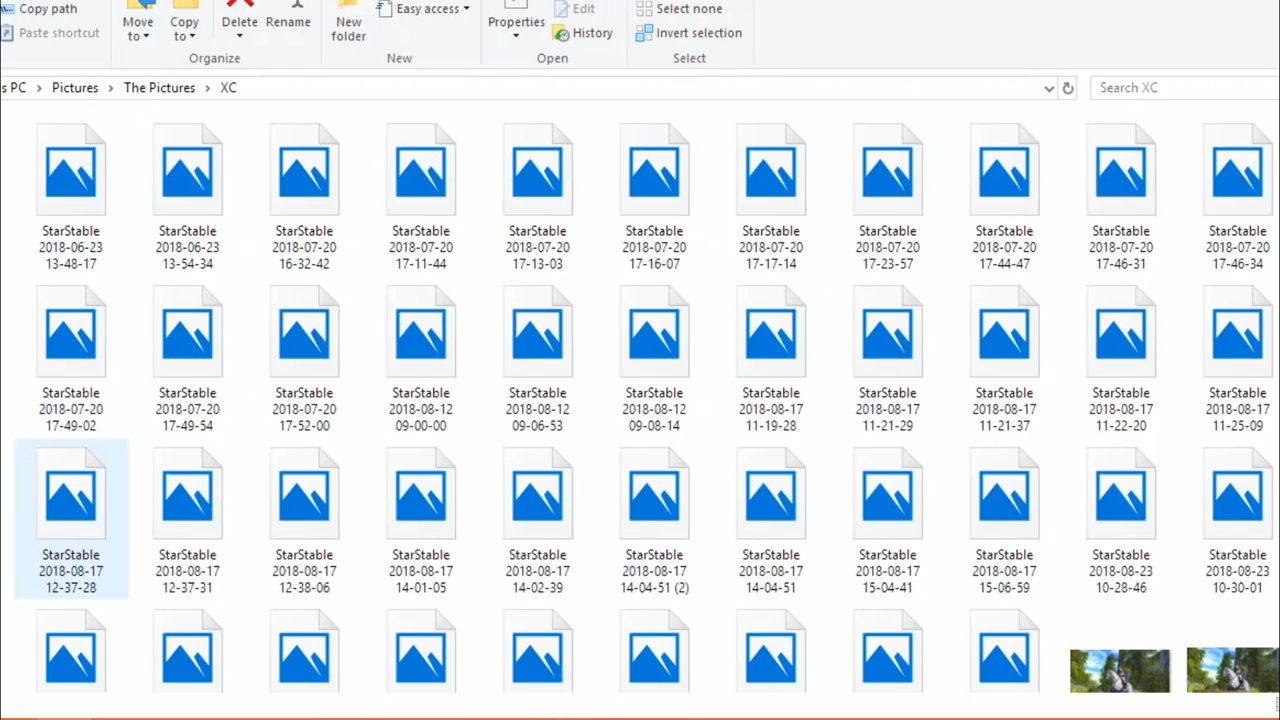 Copy path
Easy access
Edit
Select none
Move to
Copy to
Delete
Rename
New folder
Properties
Paste shortcut
History
Invert selection
Organize
New
Open
Select
s PC > Pictures > The Pictures > XC
Search XC
StarStable 2018-06-23 13-48-17
StarStable 2018-06-23 13-54-34
StarStable 2018-07-20 16-32-42
StarStable 2018-07-20 17-11-44
StarStable 2018-07-20 17-13-03
StarStable 2018-07-20 17-16-07
StarStable 2018-07-20 17-17-14
StarStable 2018-07-20 17-23-57
StarStable 2018-07-20 17-44-47
StarStable 2018-07-20 17-46-31
StarStable 2018-07-20 17-46-34
StarStable 2018-07-20 17-49-02
StarStable 2018-07-20 17-49-54
StarStable 2018-07-20 17-52-00
StarStable 2018-08-12 09-00-00
StarStable 2018-08-12 09-06-53
StarStable 2018-08-12 09-08-14
StarStable 2018-08-17 11-19-28
StarStable 2018-08-17 11-21-29
StarStable 2018-08-17 11-21-37
StarStable 2018-08-17 11-22-20
StarStable 2018-08-17 11-25-09
StarStable 2018-08-17 12-37-28
StarStable 2018-08-17 12-37-31
StarStable 2018-08-17 12-38-06
StarStable 2018-08-17 14-01-05
StarStable 2018-08-17 14-02-39
StarStable 2018-08-17 14-04-51 (2)
StarStable 2018-08-17 14-04-51
StarStable 2018-08-17 15-04-41
StarStable 2018-08-17 15-06-59
StarStable 2018-08-23 10-28-46
StarStable 2018-08-23 10-30-01